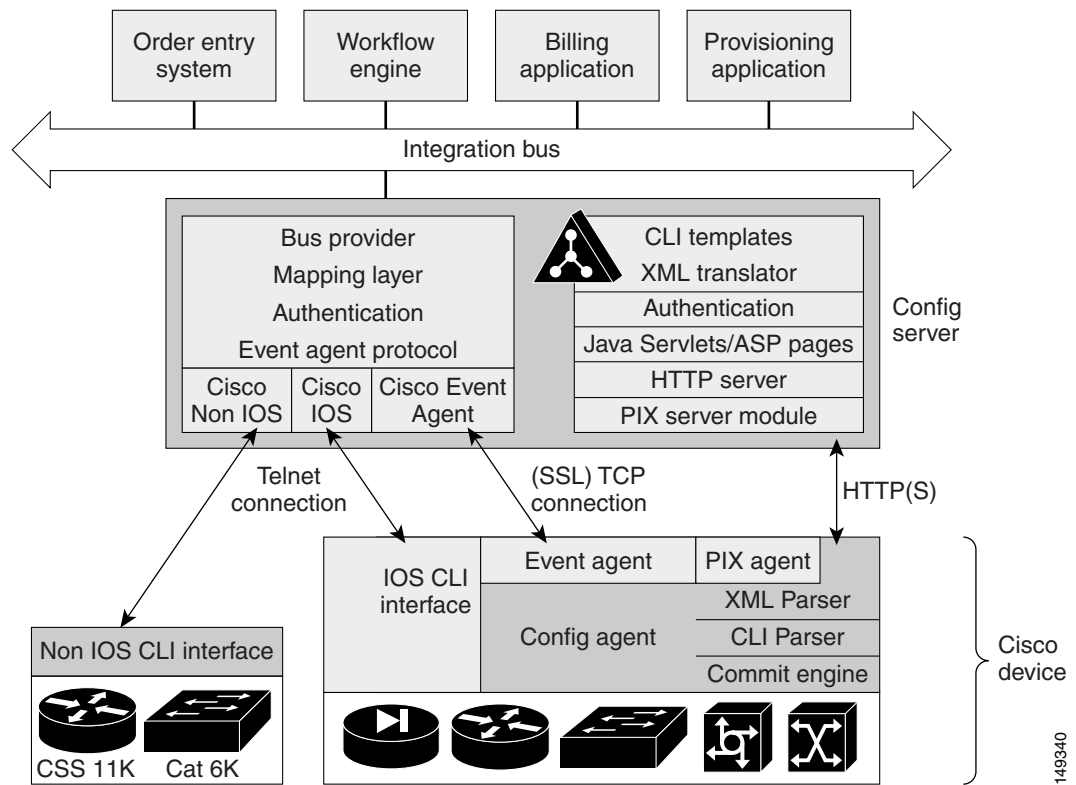 Order entry
system
Workflow
engine
Billing
application
Provisioning
application
Integration bus
Bus provider
Mapping layer
Authentication
Event agent protocol
Cisco
Non IOS
Cisco
IOS
Cisco Event
Agent
CLI templates
XML translator
Authentication
Java Servlets/ASP pages
HTTP server
PIX server module
Config
server
Telnet
connection
(SSL) TCP
connection
HTTP(S)
IOS CLI
interface
Event agent
PIX agent
Config agent
XML Parser
CLI Parser
Commit engine
Non IOS CLI interface
CSS 11K
Cat 6K
Cisco
device
149340